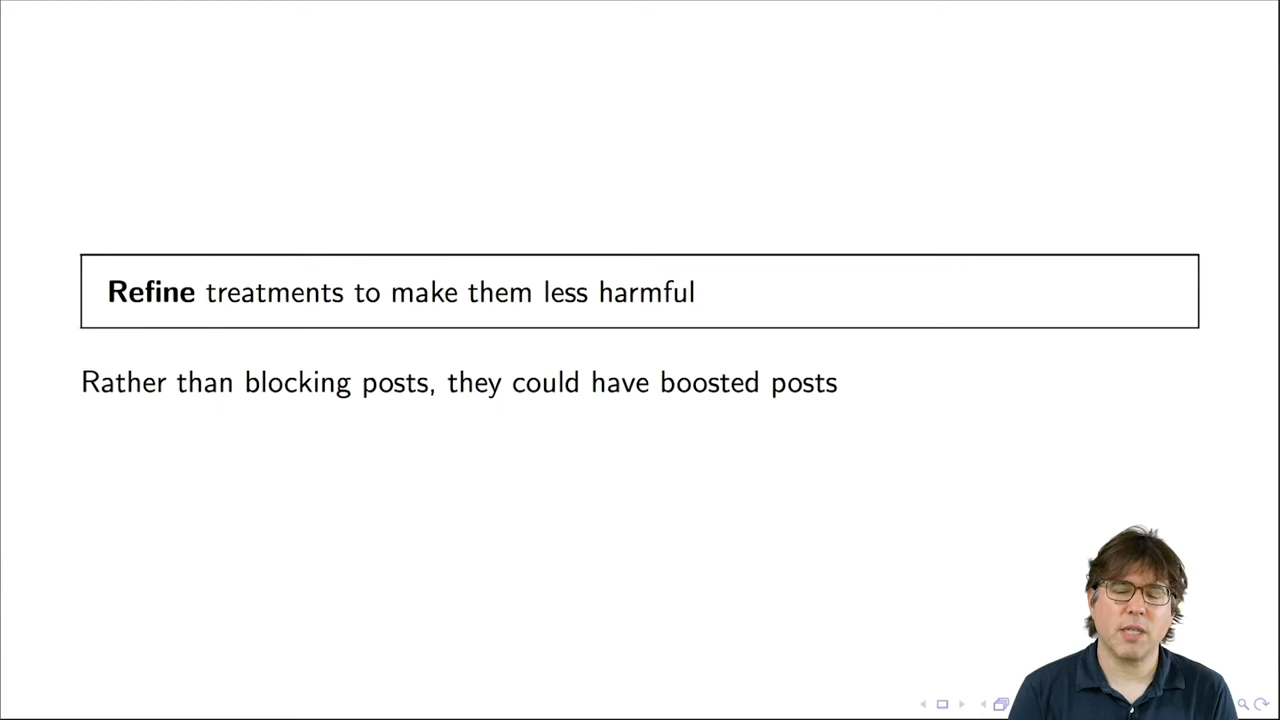 Refine treatments to make them less harmful
Rather than blocking posts, they could have boosted posts